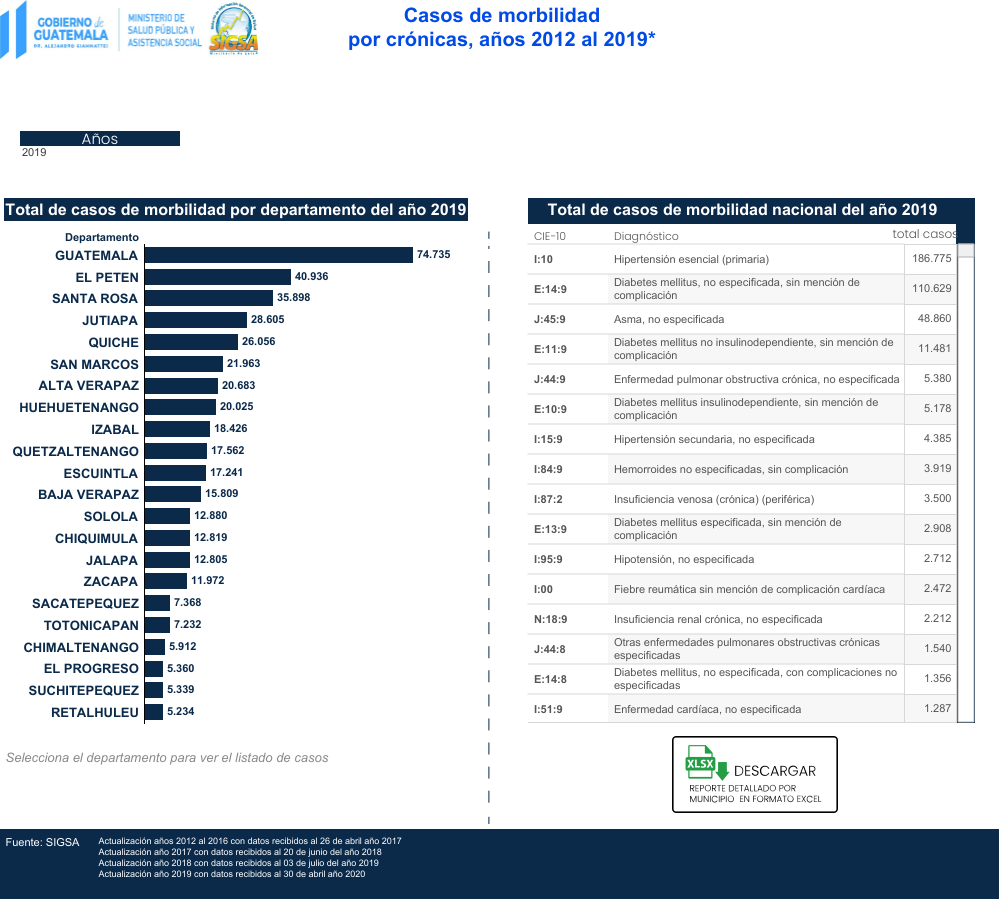 GOBIERNO de
GUATEMALA
DR. ALEJANDRO GIAMMATTEI
MINISTERIO DE
SALUD PÚBLICA Y
ASISTENCIA SOCIAL
SIGSA
Casos de morbilidad
por crónicas, años 2012 al 2019*
Años
2019
Total de casos de morbilidad por departamento del año 2019
Departamento
GUATEMALA 74.735
EL PETEN 40.936
SANTA ROSA 35.898
JUTIAPA 28.605
QUICHE 26.056
SAN MARCOS 21.963
ALTA VERAPAZ 20.683
HUEHUETENANGO 20.025
IZABAL 18.426
QUETZALTENANGO 17.562
ESCUINTLA 17.241
BAJA VERAPAZ 15.809
SOLOLA 12.880
CHIQUIMULA 12.819
JALAPA 12.805
ZACAPA 11.972
SACATEPEQUEZ 7.368
TOTONICAPAN 7.232
CHIMALTENANGO 5.912
EL PROGRESO 5.360
SUCHITEPEQUEZ 5.339
RETALHULEU 5.234
Selecciona el departamento para ver el listado de casos
Total de casos de morbilidad nacional del año 2019
CIE-10 Diagnóstico total casos
I:10 Hipertensión esencial (primaria) 186.775
E:14:9 Diabetes mellitus, no especificada, sin mención de
complicación 110.629
J:45:9 Asma, no especificada 48.860
E:11:9 Diabetes mellitus no insulinodependiente, sin mención de
complicación 11.481
J:44:9 Enfermedad pulmonar obstructiva crónica, no especificada 5.380
E:10:9 Diabetes mellitus insulinodependiente, sin mención de
complicación 5.178
I:15:9 Hipertensión secundaria, no especificada 4.385
I:84:9 Hemorroides no especificadas, sin complicación 3.919
I:87:2 Insuficiencia venosa (crónica) (periférica) 3.500
E:13:9 Diabetes mellitus especificada, sin mención de
complicación 2.908
I:95:9 Hipotensión, no especificada 2.712
I:00 Fiebre reumática sin mención de complicación cardíaca 2.472
N:18:9 Insuficiencia renal crónica, no especificada 2.212
J:44:8 Otras enfermedades pulmonares obstructivas crónicas
especificadas 1.540
E:14:8 Diabetes mellitus, no especificada, con complicaciones no
especificadas 1.356
I:51:9 Enfermedad cardíaca, no especificada 1.287
XLSX DESCARGAR
REPORTE DETALLADO POR
MUNICIPIO EN FORMATO EXCEL
Fuente: SIGSA
Actualización años 2012 al 2016 con datos recibidos al 26 de abril año 2017
Actualización año 2017 con datos recibidos al 20 de junio del año 2018
Actualización año 2018 con datos recibidos al 03 de julio del año 2019
Actualización año 2019 con datos recibidos al 30 de abril año 2020